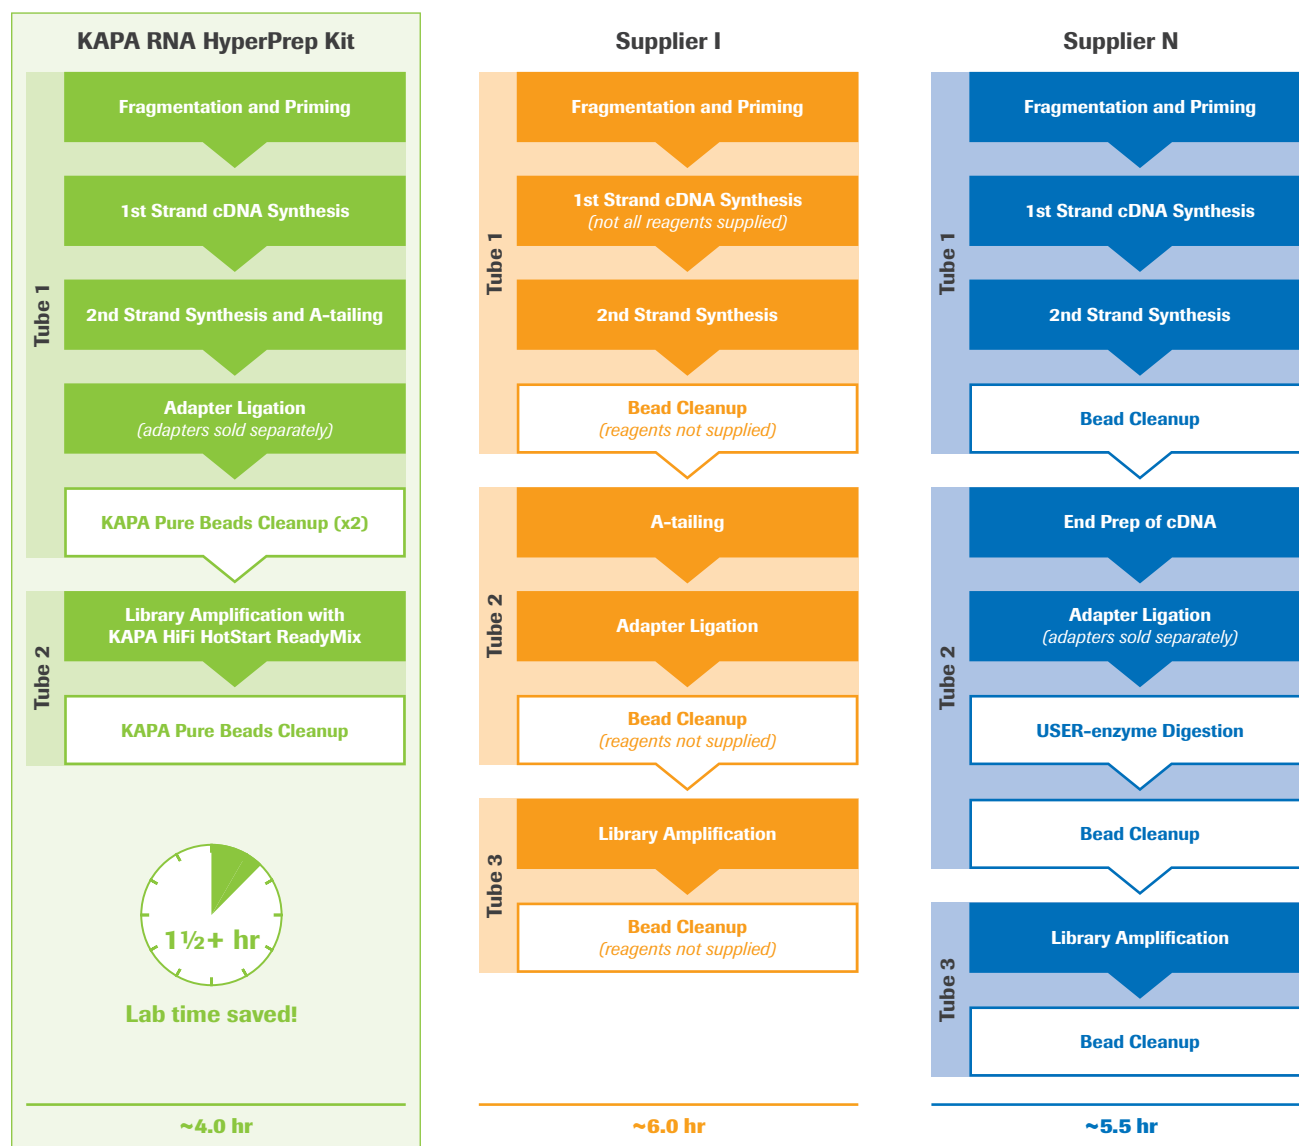 KAPA RNA HyperPrep Kit
Tube 1
Fragmentation and Priming
1st Strand cDNA Synthesis
2nd Strand Synthesis and A-tailing
Adapter Ligation
(adapters sold separately)
KAPA Pure Beads Cleanup (x2)
Tube 2
Library Amplification with
KAPA HiFi HotStart ReadyMix
KAPA Pure Beads Cleanup
1½+ hr
Lab time saved!
~4.0 hr
Supplier I
Tube 1
Fragmentation and Priming
1st Strand cDNA Synthesis
(not all reagents supplied)
2nd Strand Synthesis
Bead Cleanup
(reagents not supplied)
Tube 2
A-tailing
Adapter Ligation
Bead Cleanup
(reagents not supplied)
Tube 3
Library Amplification
Bead Cleanup
(reagents not supplied)
~6.0 hr
Supplier N
Tube 1
Fragmentation and Priming
1st Strand cDNA Synthesis
2nd Strand Synthesis
Bead Cleanup
Tube 2
End Prep of cDNA
Adapter Ligation
(adapters sold separately)
USER-enzyme Digestion
Bead Cleanup
Tube 3
Library Amplification
Bead Cleanup
~5.5 hr